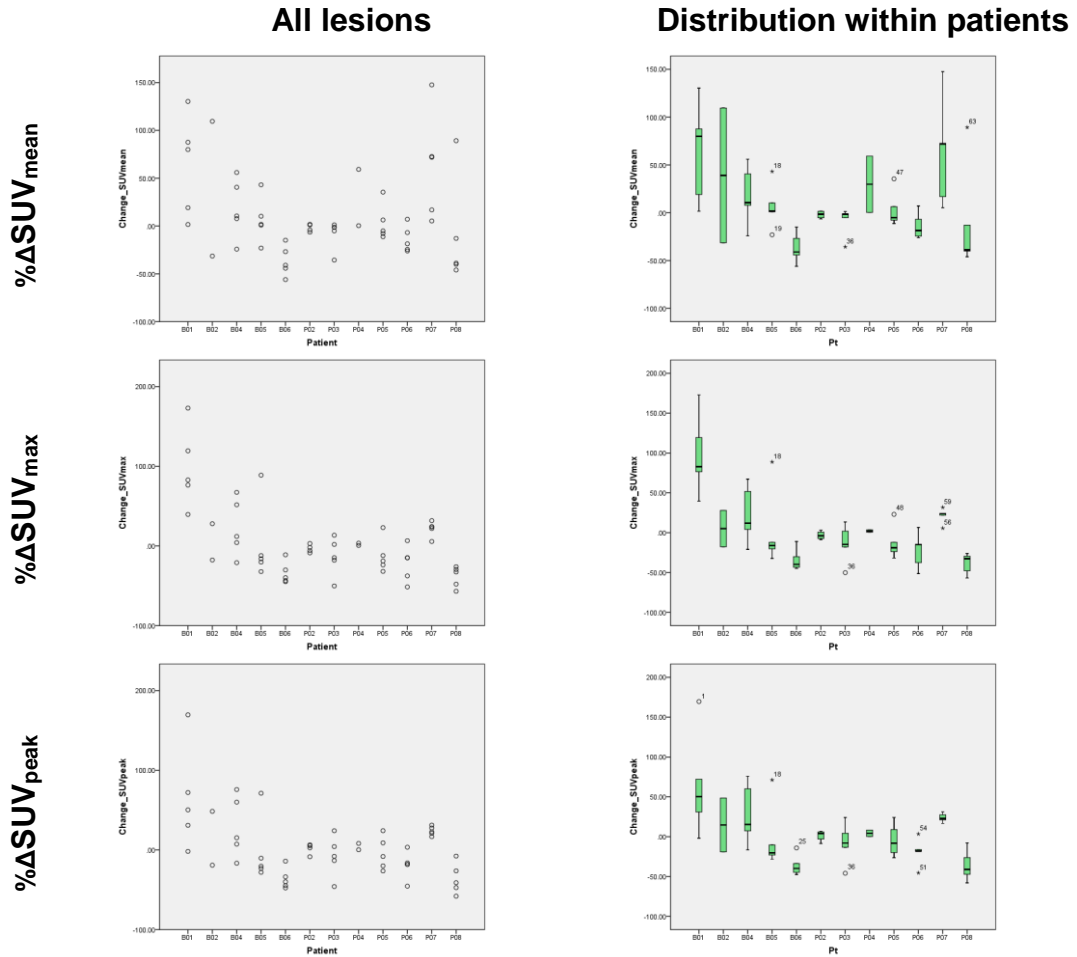 All lesions
Distribution within patients
%ΔSUVmean
Change_SUVmean
150.00
100.00
50.00
.00
-50.00
-100.00
B01 B02 B04 B05 B06 P02 P03 P04 P05 P06 P07 P08
Patient
Change_SUVmean
150.00
100.00
50.00
.00
-50.00
-100.00
18
19
36
47
63
B01 B02 B04 B05 B06 P02 P03 P04 P05 P06 P07 P08
Pt
%ΔSUVmax
Change_SUVmax
200.00
100.00
.00
-100.00
B01 B02 B04 B05 B06 P02 P03 P04 P05 P06 P07 P08
Patient
Change_SUVmax
200.00
150.00
100.00
50.00
.00
-50.00
-100.00
18
36
48
59
56
B01 B02 B04 B05 B06 P02 P03 P04 P05 P06 P07 P08
Pt
%ΔSUVpeak
Change_SUVpeak
200.00
100.00
.00
-100.00
B01 B02 B04 B05 B06 P02 P03 P04 P05 P06 P07 P08
Patient
Change_SUVpeak
200.00
150.00
100.00
50.00
.00
-50.00
-100.00
1
18
25
36
54
51
B01 B02 B04 B05 B06 P02 P03 P04 P05 P06 P07 P08
Pt